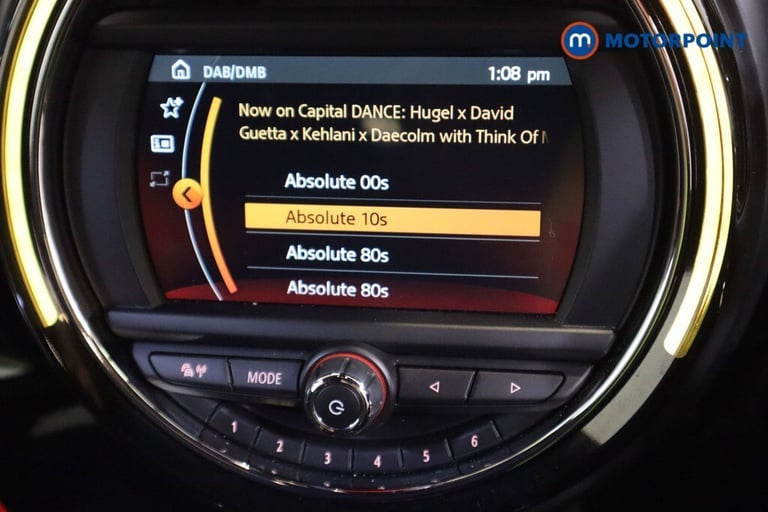 MOTORPOINT
DAB/DMB 1:08 pm
Now on Capital DANCE: Hugel x David
Guetta x Kehlani x Daecolm with Think Of
Absolute 00s
Absolute 10s
Absolute 80s
Absolute 80s
MODE
1 2 3 4 5 6